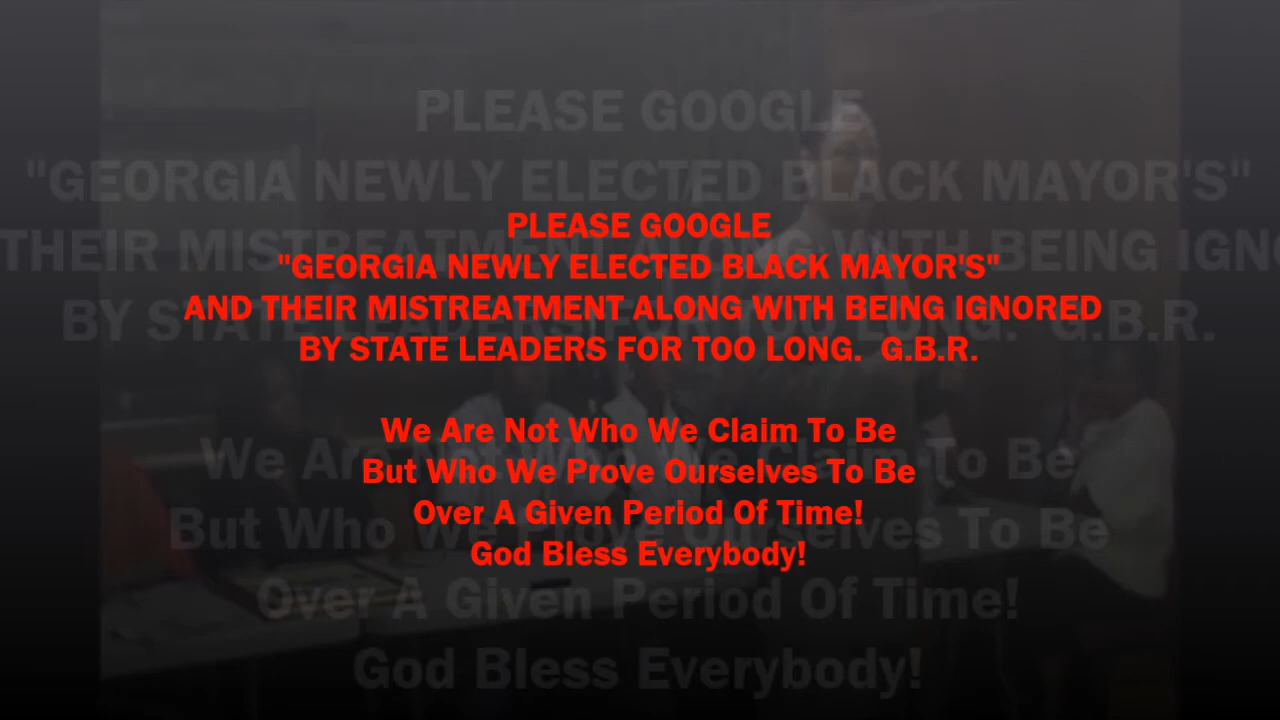 PLEASE GOOGLE
"GEORGIA NEWLY ELECTED BLACK MAYOR'S"
AND THEIR MISTREATMENT ALONG WITH BEING IGNORED
BY STATE LEADERS FOR TOO LONG.  G.B.R.
We Are Not Who We Claim To Be
But Who We Prove Ourselves To Be
Over A Given Period Of Time!
God Bless Everybody!